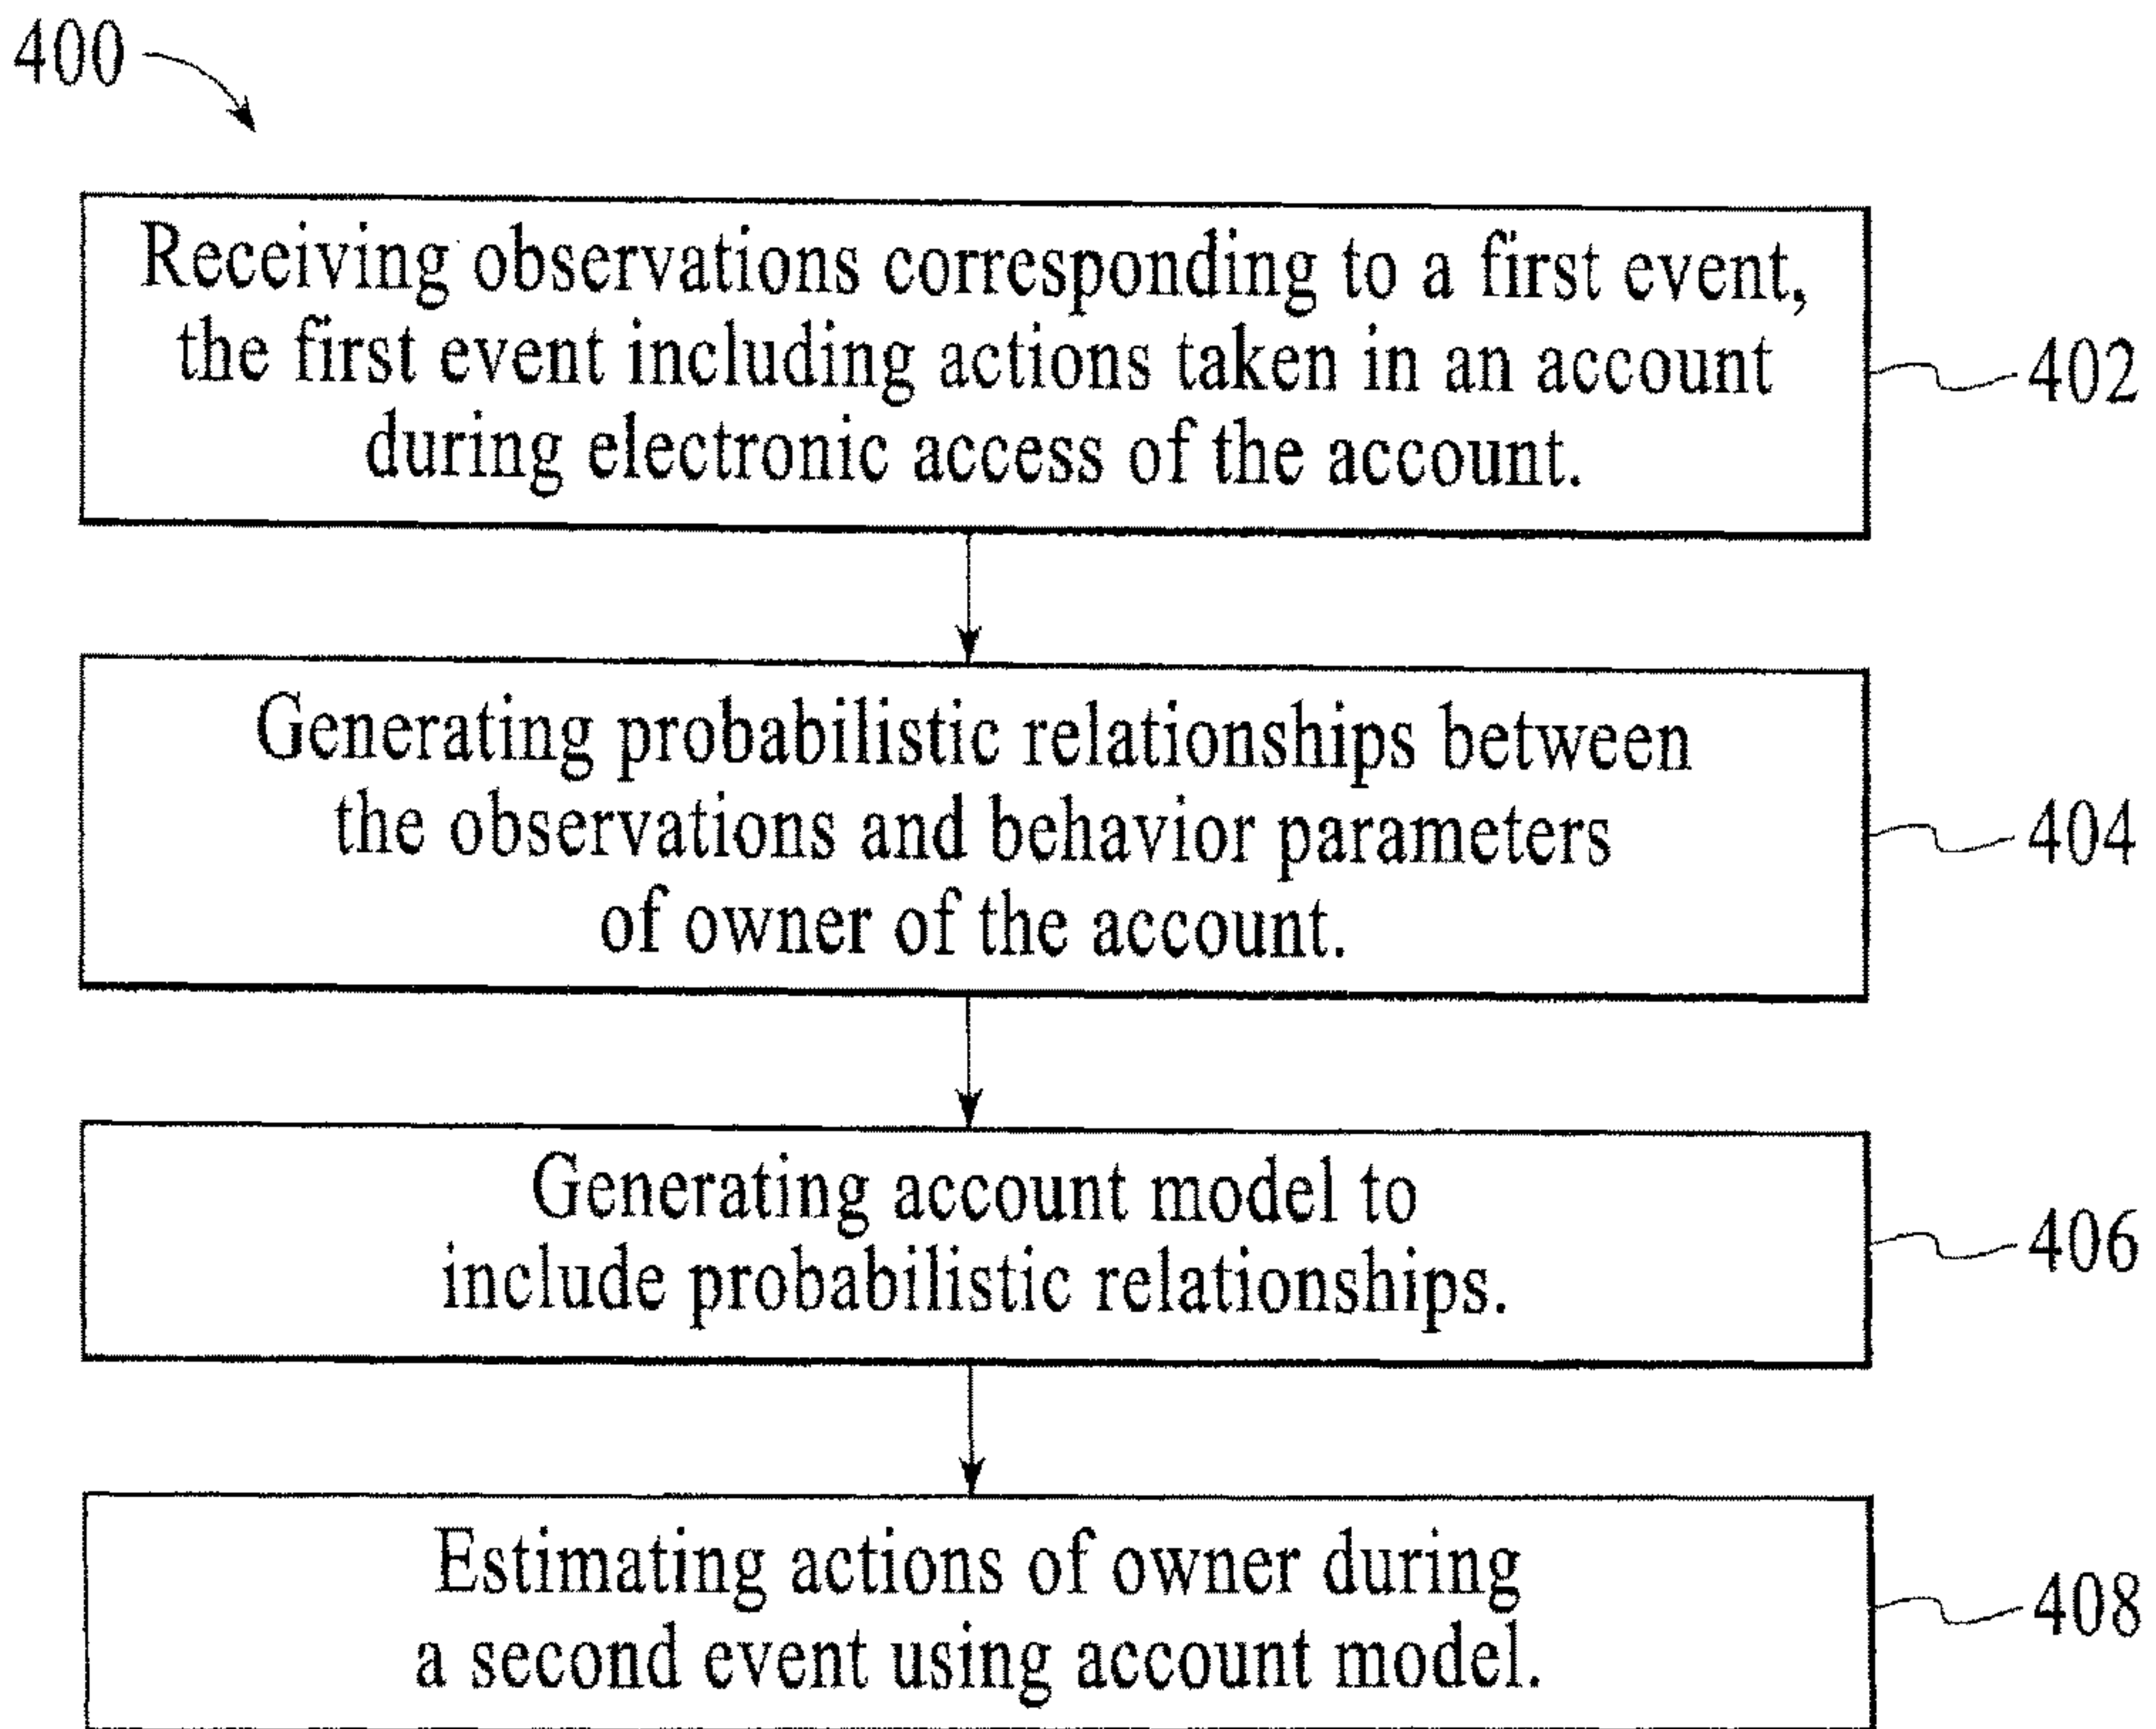 400
Receiving observations corresponding to a first event,
the first event including actions taken in an account
during electronic access of the account.
402
Generating probabilistic relationships between
the observations and behavior parameters
of owner of the account.
404
Generating account model to
include probabilistic relationships.
406
Estimating actions of owner during
a second event using account model.
408